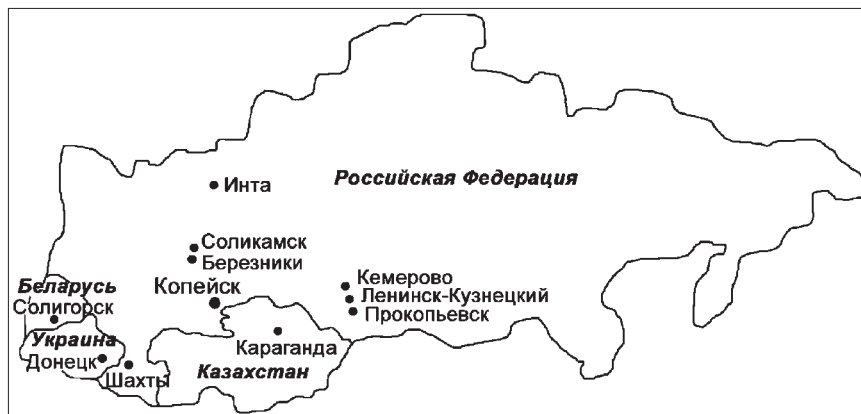 Инта
Российская Федерация
Соликамск
Березники
Кемерово
Беларусь
Копейск
Ленинск-Кузнецкий
Солигорск
Прокопьевск
Украина
Караганда
Донецк
Казахстан
Шахты